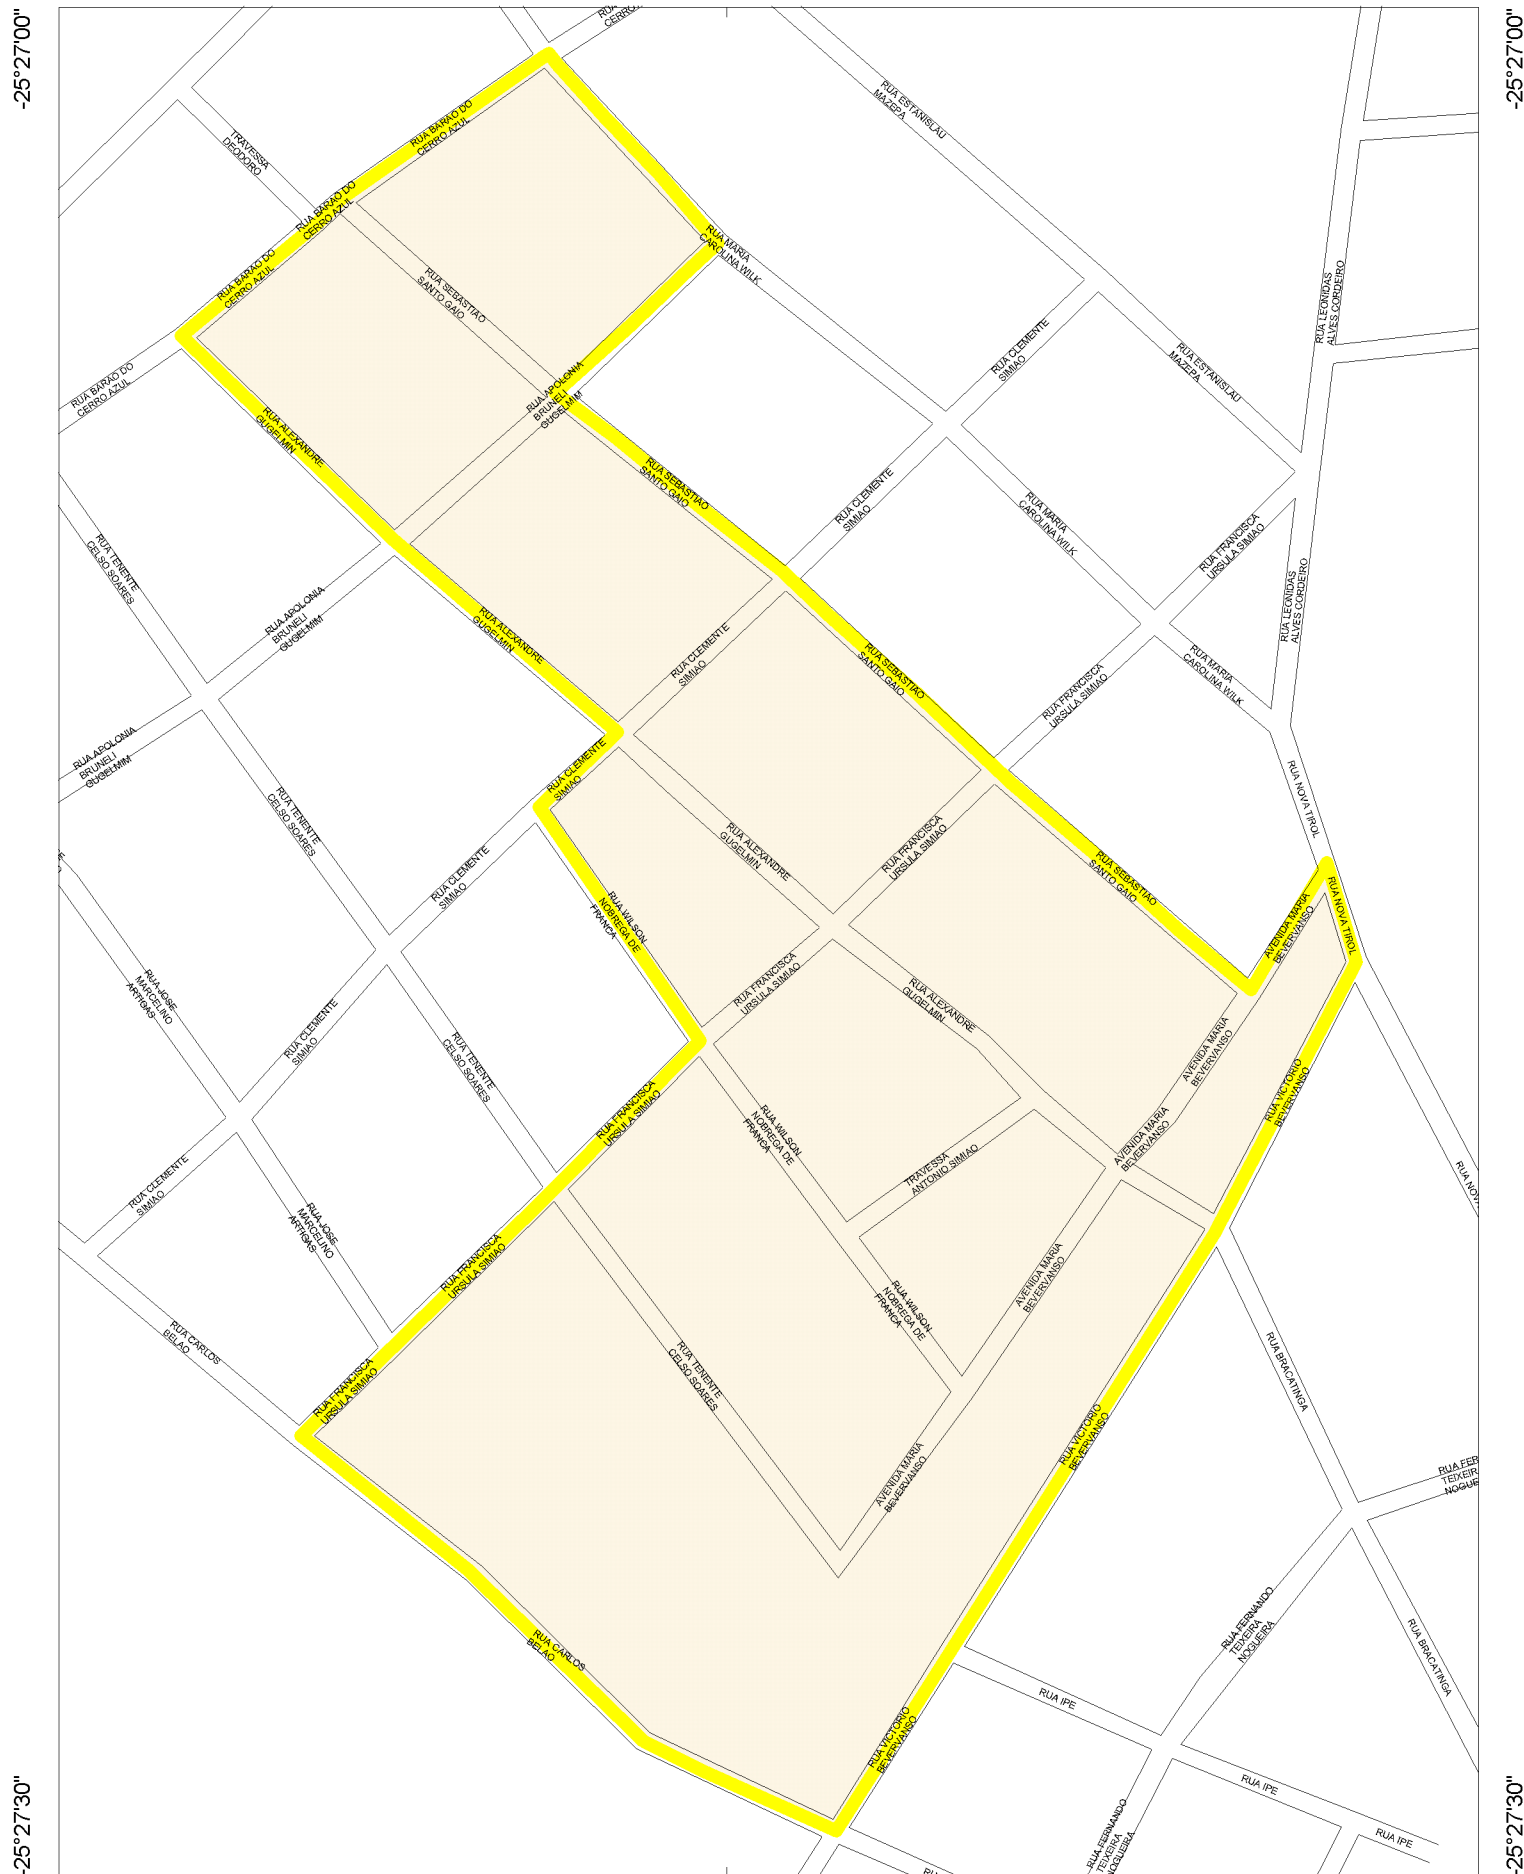 -25°27'00"
-25°27'00"
RUA
CERRO
RUA ESTANISLAU
MAZEPA
RUA BARAO DO
CERRO AZUL
TRAVESSA
DEODORO
RUA BARAO DO
CERRO AZUL
RUA MARIA
CAROLINA WILK
RUA BARAO DO
CERRO AZUL
RUA SEBASTIAO
SANTO GAIO
RUA LEONIDAS
ALVES CORDEIRO
RUA CLEMENTE
SIMIAO
RUA ESTANISLAU
MAZEPA
RUA BARAO DO
CERRO AZUL
RUA APOLONIA
BRUNELI
GUGELMIM
RUA ALEXANDRE
GUGELMIN
RUA SEBASTIAO
SANTO GAIO
RUA CLEMENTE
SIMIAO
RUA MARIA
CAROLINA WILK
RUA FRANCISCA
URSULA SIMIAO
RUA TENENTE
CELSO SOARES
RUA APOLONIA
BRUNELI
GUGELMIM
RUA LEONIDAS
ALVES CORDEIRO
RUA ALEXANDRE
GUGELMIN
RUA CLEMENTE
SIMIAO
RUA SEBASTIAO
SANTO GAIO
RUA MARIA
CAROLINA WILK
RUA FRANCISCA
URSULA SIMIAO
RUA APOLONIA
BRUNELI
GUGELMIM
RUA CLEMENTE
SIMIAO
RUA NOVA TIROL
RUA TENENTE
CELSO SOARES
RUA ALEXANDRE
GUGELMIN
RUA FRANCISCA
URSULA SIMIAO
RUA CLEMENTE
SIMIAO
RUA SEBASTIAO
SANTO GAIO
RUA WILSON
NOBREGA DE
FRANCA
AVENIDA MARIA
BEVERVANSO
RUA NOVA TIROL
RUA JOSE
MARCELINO
ARTIGAS
RUA FRANCISCA
URSULA SIMIAO
RUA ALEXANDRE
GUGELMIN
RUA CLEMENTE
SIMIAO
RUA TENENTE
CELSO SOARES
AVENIDA MARIA
BEVERVANSO
RUA VICTORIO
BEVERVANSO
RUA FRANCISCA
URSULA SIMIAO
RUA WILSON
NOBREGA DE
FRANCA
AVENIDA MARIA
BEVERVANSO
TRAVESSA
ANTONIO SIMIAO
RUA CLEMENTE
SIMIAO
RUA NOVA
RUA JOSE
MARCELINO
ARTIGAS
RUA FRANCISCA
URSULA SIMIAO
AVENIDA MARIA
BEVERVANSO
RUA WILSON
NOBREGA DE
FRANCA
RUA CARLOS
BELAO
RUA TENENTE
CELSO SOARES
RUA BRACATINGA
RUA FRANCISCA
URSULA SIMIAO
RUA VICTORIO
BEVERVANSO
AVENIDA MARIA
BEVERVANSO
RUA FER
TEIXEIR
NOGUE
RUA FERNANDO
TEIXEIRA
NOGUEIRA
RUA CARLOS
BELAO
RUA BRACATINGA
RUA IPE
RUA VICTORIO
BEVERVANSO
RUA IPE
RUA FERNANDO
TEIXEIRA
NOGUEIRA
RUA IPE
-25°27'30"
-25°27'30"